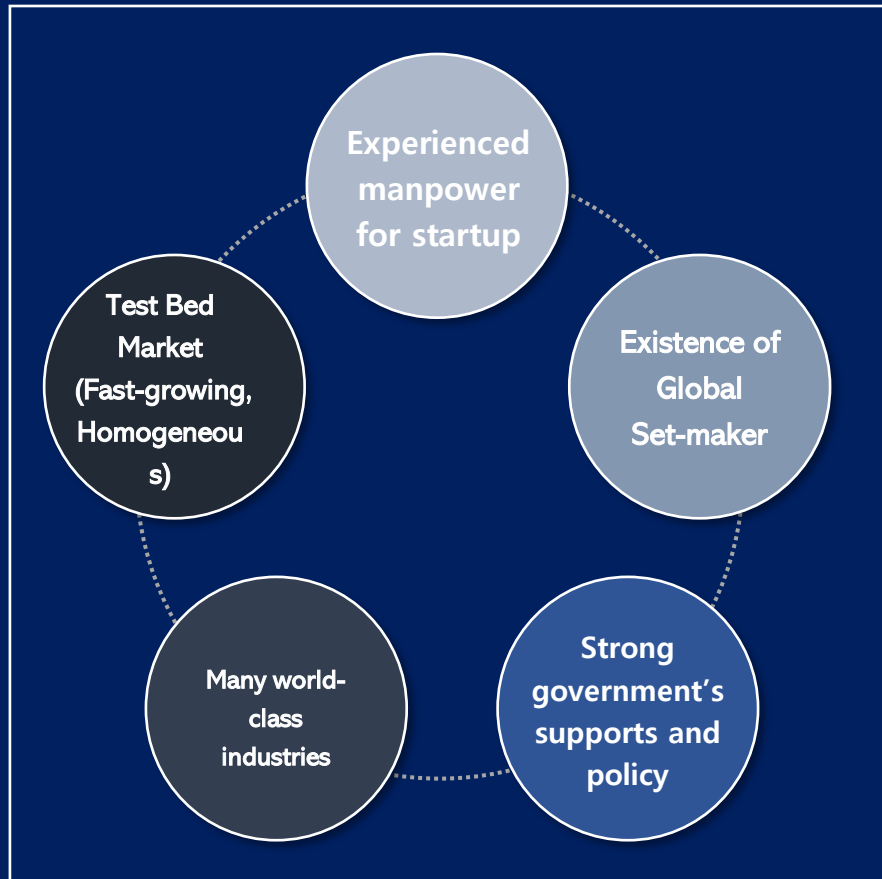 Experienced
manpower
for startup
Existence of
Global
Set-maker
Strong
government's
supports and
policy
Many world-
class
industries
Test Bed
Market
(Fast-growing,
Homogeneou
s)